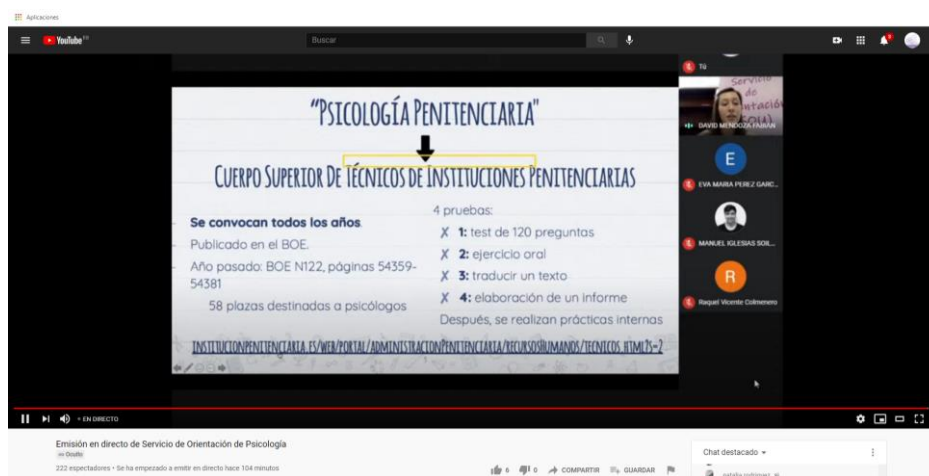 Aplicaciones
YouTube ES
Buscar
9
"PSICOLOGÍA PENITENCIARIA"
CUERPO SUPERIOR DE TÉCNICOS DE INSTITUCIONES PENITENCIARIAS
Se convocan todos los años.
Publicado en el BOE.
Año pasado: BOE N122, páginas 54359-
54381
58 plazas destinadas a psicólogos
4 pruebas:
X 1: test de 120 preguntas
X 2: ejercicio oral
X 3: traducir un texto
X 4: elaboración de un informe
Después, se realizan prácticas internas
INSTITUCIONPENITENCIARIA.ES/WEB/PORTAL/ADMINISTRACIONPENITENCIARIA/RECURSOSHUMANOS/TECNICOS.HTML?S=2
Tú
Servicio
de
DAVID MENDOZA FABIAN
E
EVA MARIA PEREZ GARC...
MANUEL IGLESIAS SOIL...
R
Raquel Vicente Colmenero
EN DIRECTO
Emisión en directo de Servicio de Orientación de Psicología
Oculto
222 espectadores • Se ha empezado a emitir en directo hace 104 minutos
6
0
COMPARTIR
GUARDAR
Chat destacado